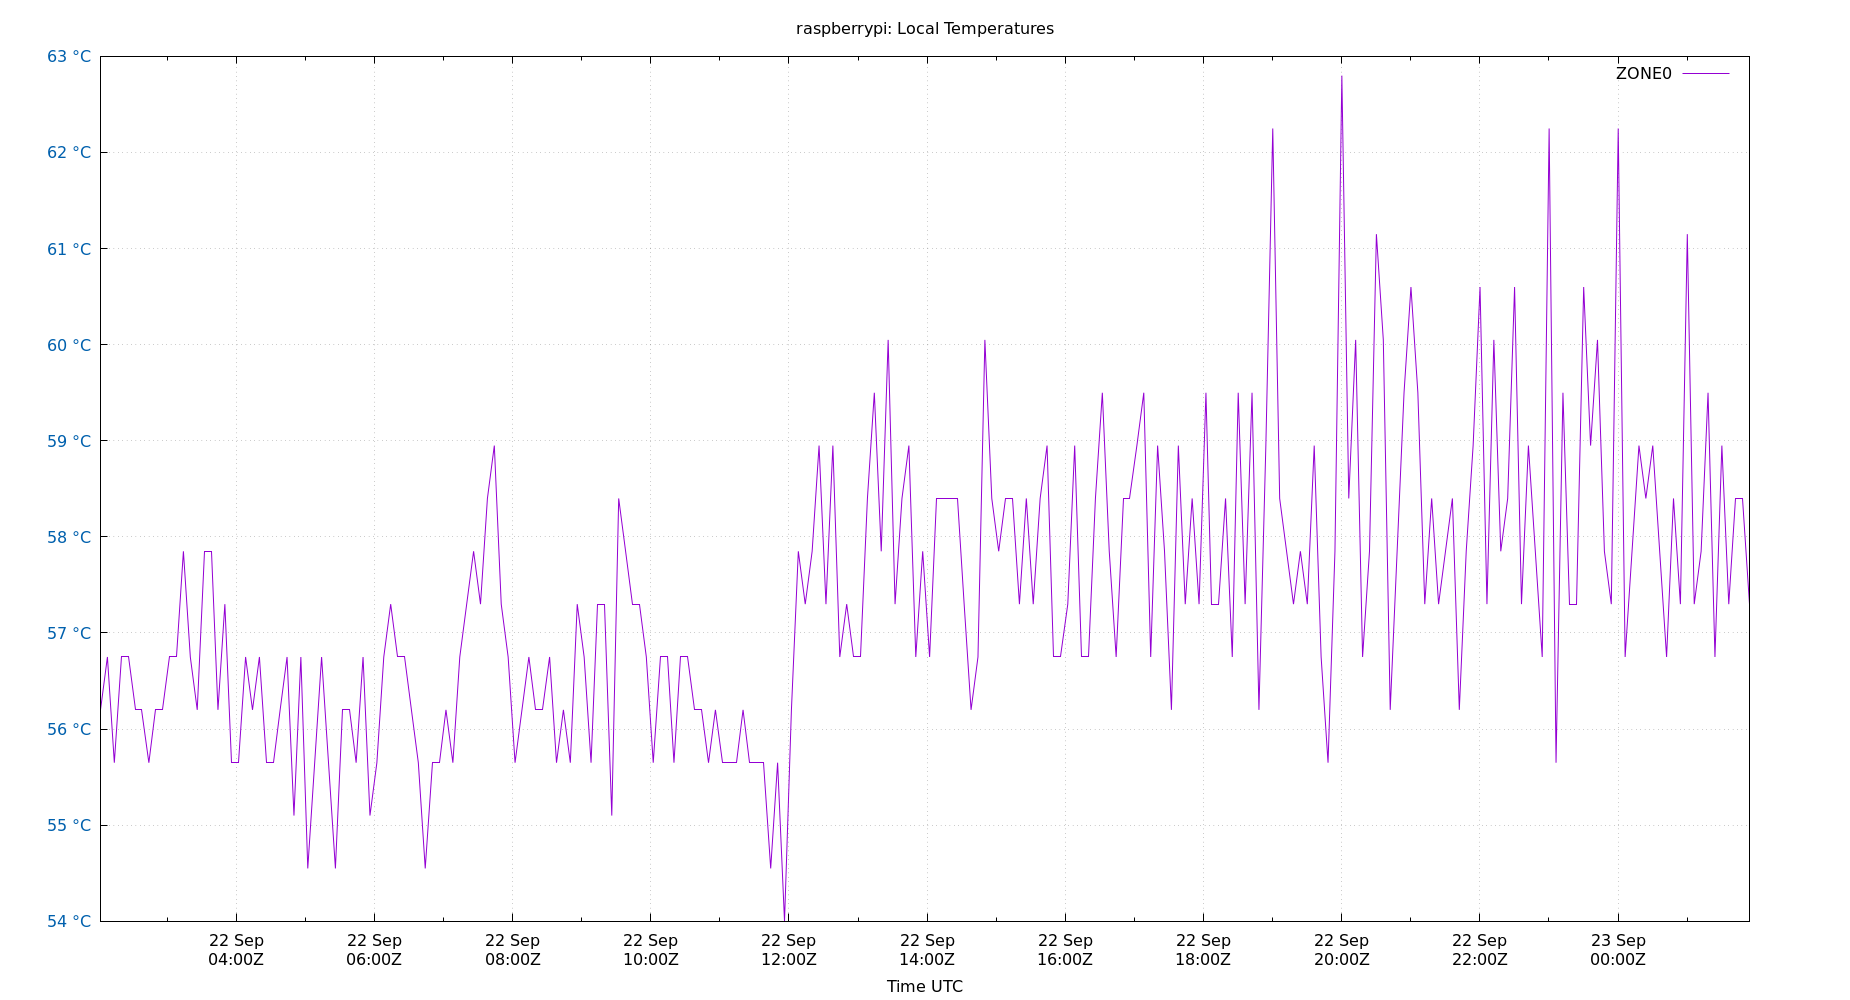 raspberrypi: Local Temperatures
63 °C
ZONE0
62 °C
61 °C
60 °C
59 °C
58 °C
57 °C
56 °C
55 °C
54 °C
22 Sep 22 Sep 22 Sep 22 Sep 22 Sep 22 Sep 22 Sep 22 Sep 22 Sep 22 Sep 23 Sep
04:00Z 06:00Z 08:00Z 10:00Z 12:00Z 14:00Z 16:00Z 18:00Z 20:00Z 22:00Z 00:00Z
Time UTC